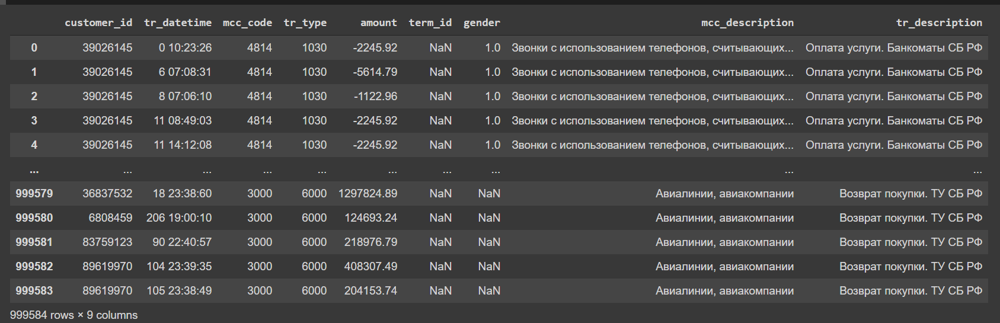 customer_id tr_datetime mcc_code tr_type amount term_id gender mcc_description tr_description
0 39026145 0 10:23:26 4814 1030 -2245.92 NaN 1.0 Звонки с использованием телефонов, считывающих... Оплата услуги. Банкоматы СБ РФ
1 39026145 6 07:08:31 4814 1030 -5614.79 NaN 1.0 Звонки с использованием телефонов, считывающих... Оплата услуги. Банкоматы СБ РФ
2 39026145 8 07:06:10 4814 1030 -1122.96 NaN 1.0 Звонки с использованием телефонов, считывающих... Оплата услуги. Банкоматы СБ РФ
3 39026145 11 08:49:03 4814 1030 -2245.92 NaN 1.0 Звонки с использованием телефонов, считывающих... Оплата услуги. Банкоматы СБ РФ
4 39026145 11 14:12:08 4814 1030 -2245.92 NaN 1.0 Звонки с использованием телефонов, считывающих... Оплата услуги. Банкоматы СБ РФ
... ... ... ... ... ... ... ... ... ...
999579 36837532 18 23:38:60 3000 6000 1297824.89 NaN NaN Авиалинии, авиакомпании Возврат покупки. ТУ СБ РФ
999580 6808459 206 19:00:10 3000 6000 124693.24 NaN NaN Авиалинии, авиакомпании Возврат покупки. ТУ СБ РФ
999581 83759123 90 22:40:57 3000 6000 218976.79 NaN NaN Авиалинии, авиакомпании Возврат покупки. ТУ СБ РФ
999582 89619970 104 23:39:35 3000 6000 408307.49 NaN NaN Авиалинии, авиакомпании Возврат покупки. ТУ СБ РФ
999583 89619970 105 23:38:49 3000 6000 204153.74 NaN NaN Авиалинии, авиакомпании Возврат покупки. ТУ СБ РФ
999584 rows × 9 columns